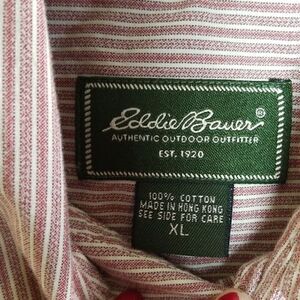 Eddie Bauer®
AUTHENTIC OUTDOOR OUTFITTER
EST. 1920
100% COTTON
MADE IN HONG KONG
SEE SIDE FOR CARE
XL